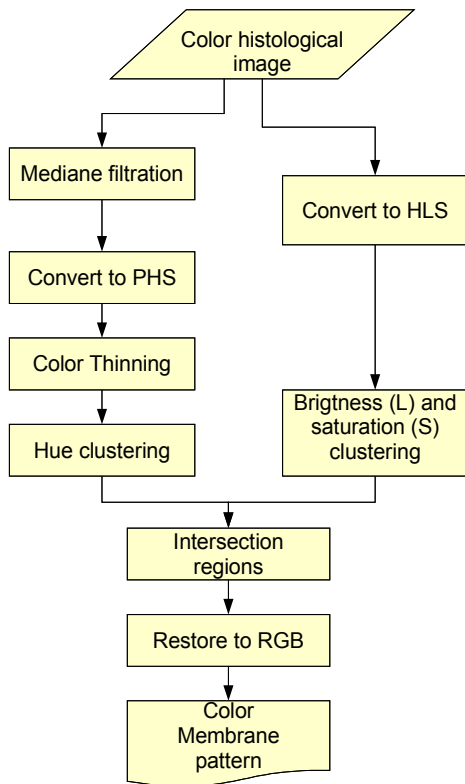 Color histological
image
Mediane filtration
Convert to HLS
Convert to PHS
Color Thinning
Hue clustering
Brigtness (L) and
saturation (S)
clustering
Intersection
regions
Restore to RGB
Color
Membrane
pattern